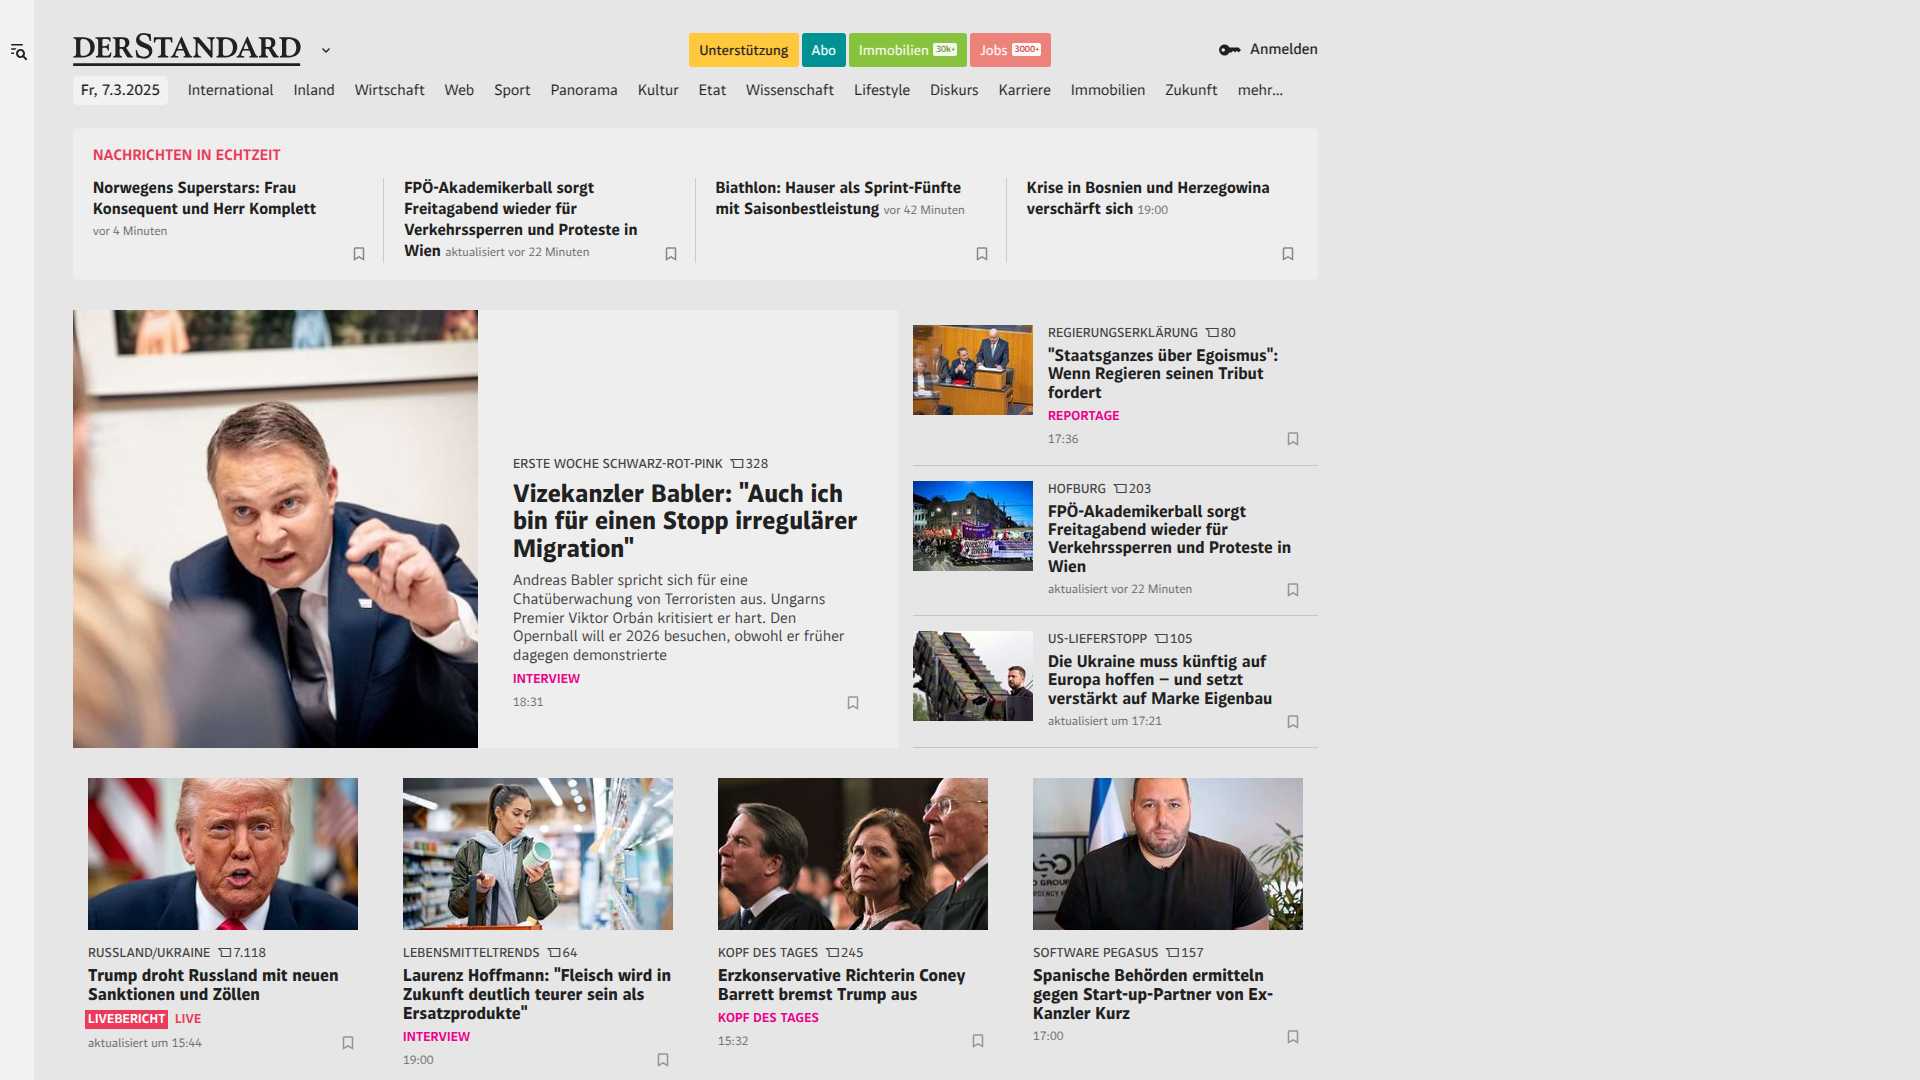 DERSTANDARD
Unterstützung
Abo
Immobilien 30k+
Jobs 3000+
Anmelden
Fr, 7.3.2025
International
Inland
Wirtschaft
Web
Sport
Panorama
Kultur
Etat
Wissenschaft
Lifestyle
Diskurs
Karriere
Immobilien
Zukunft
mehr...
NACHRICHTEN IN ECHTZEIT
Norwegens Superstars: Frau
Konsequent und Herr Komplett
vor 4 Minuten
FPÖ-Akademikerball sorgt
Freitagabend wieder für
Verkehrssperren und Proteste in
Wien aktualisiert vor 22 Minuten
Biathlon: Hauser als Sprint-Fünfte
mit Saisonbestleistung vor 42 Minuten
Krise in Bosnien und Herzegowina
verschärft sich 19:00
ERSTE WOCHE SCHWARZ-ROT-PINK 328
Vizekanzler Babler: "Auch ich
bin für einen Stopp irregulärer
Migration"
Andreas Babler spricht sich für eine
Chatüberwachung von Terroristen aus. Ungarns
Premier Viktor Orbán kritisiert er hart. Den
Opernball will er 2026 besuchen, obwohl er früher
dagegen demonstrierte
INTERVIEW
18:31
REGIERUNGSERKLÄRUNG 80
"Staatsganzes über Egoismus":
Wenn Regieren seinen Tribut
fordert
REPORTAGE
17:36
HOFBURG 203
FPÖ-Akademikerball sorgt
Freitagabend wieder für
Verkehrssperren und Proteste in
Wien
aktualisiert vor 22 Minuten
US-LIEFERSTOPP 105
Die Ukraine muss künftig auf
Europa hoffen – und setzt
verstärkt auf Marke Eigenbau
aktualisiert um 17:21
RUSSLAND/UKRAINE 7.118
Trump droht Russland mit neuen
Sanktionen und Zöllen
LIVEBERICHT LIVE
aktualisiert um 15:44
LEBENSMITTELTRENDS 64
Laurenz Hoffmann: "Fleisch wird in
Zukunft deutlich teurer sein als
Ersatzprodukte"
INTERVIEW
19:00
KOPF DES TAGES 245
Erzkonservative Richterin Coney
Barrett bremst Trump aus
KOPF DES TAGES
15:32
SOFTWARE PEGASUS 157
Spanische Behörden ermitteln
gegen Start-up-Partner von Ex-
Kanzler Kurz
17:00